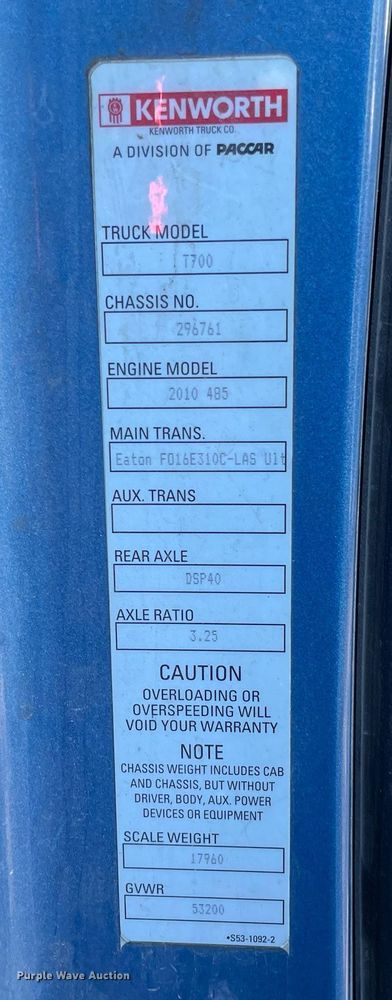 KENWORTH
KENWORTH TRUCK CO.
A DIVISION OF PACCAR
TRUCK MODEL
T700
CHASSIS NO.
296761
ENGINE MODEL
2010 485
MAIN TRANS.
Eaton FO16E310C-LAS Ult
AUX. TRANS
REAR AXLE
DSP40
AXLE RATIO
3.25
CAUTION
OVERLOADING OR
OVERSPEEDING WILL
VOID YOUR WARRANTY
NOTE
CHASSIS WEIGHT INCLUDES CAB
AND CHASSIS, BUT WITHOUT
DRIVER, BODY, AUX. POWER
DEVICES OR EQUIPMENT
SCALE WEIGHT
17960
GVWR
53200
*S53-1092-2
Purple Wave Auction